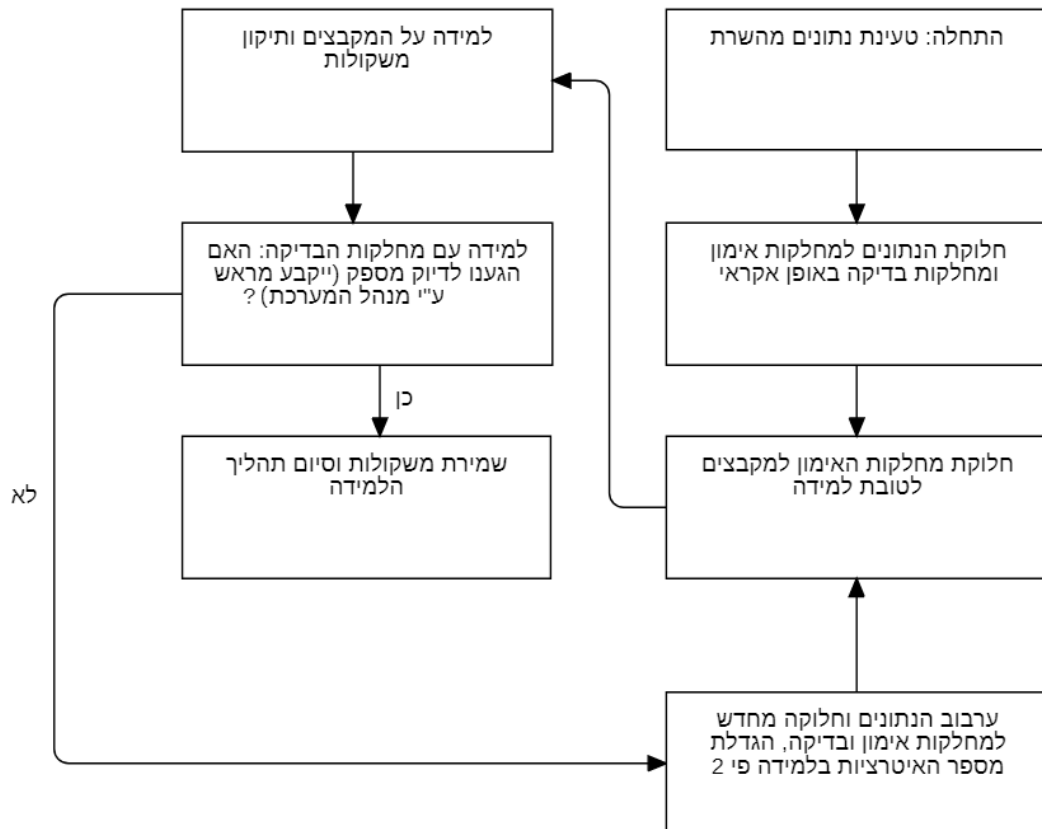 התחלה: טעינת נתונים מהשרת
חלוקת הנתונים למחלקות אימון
ומחלקות בדיקה באופן אקראי
חלוקת מחלקות האימון למקבצים
לטובת למידה
למידה על המקבצים ותיקון
משקולות
למידה עם מחלקות הבדיקה: האם
הגענו לדיוק מספק (ייקבע מראש
ע"י מנהל המערכת) ?
כן
שמירת משקולות וסיום תהליך
הלמידה
לא
ערבוב הנתונים וחלוקה מחדש
למחלקות אימון ובדיקה, הגדלת
מספר האיטרציות בלמידה פי 2